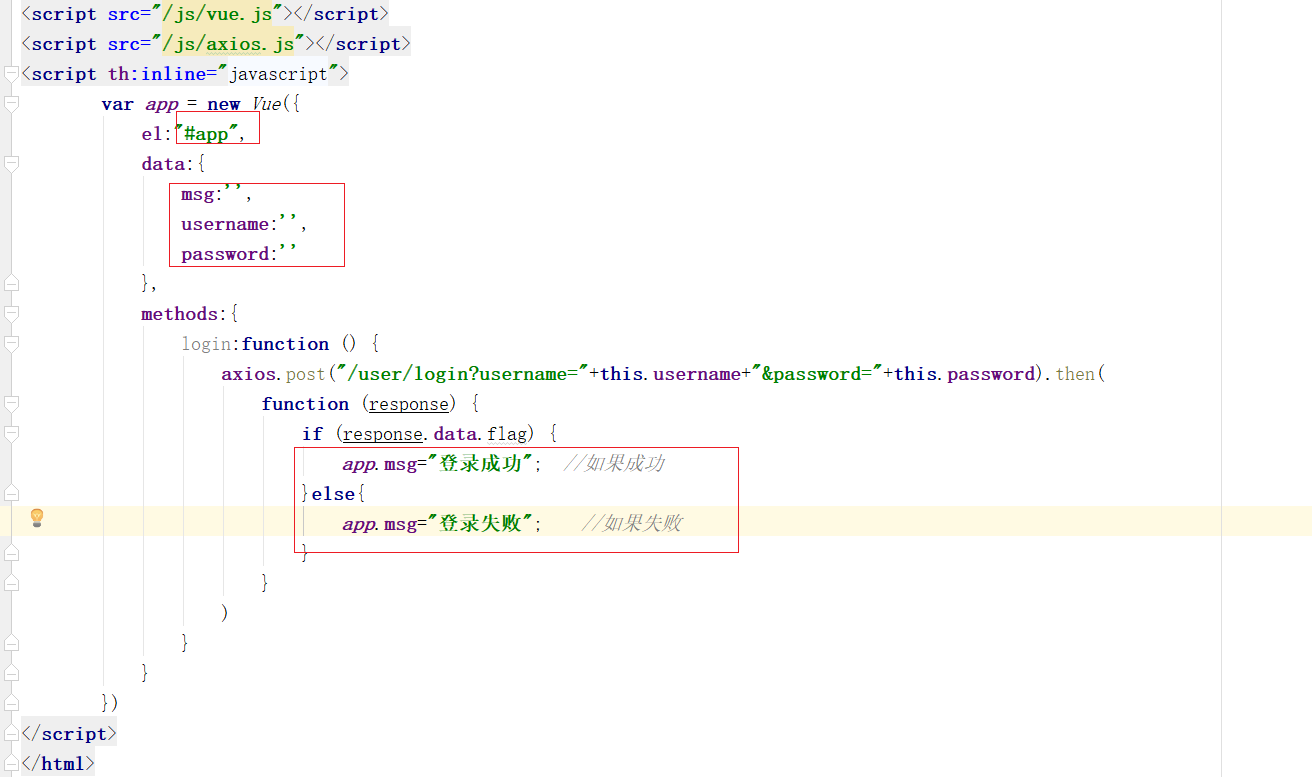 <script src="/js/vue.js"></script>
<script src="/js/axios.js"></script>
<script th:inline="javascript">
var app = new Vue({
el:"#app",
data:{
msg:'',
username:'',
password:''
},
methods:{
login:function () {
axios.post("/user/login?username="+this.username+"&password="+this.password).then(
function (response) {
if (response.data.flag) {
app.msg="登录成功"; //如果成功
}else{
app.msg="登录失败"; //如果失败
}
}
)
}
}
})
</script>
</html>